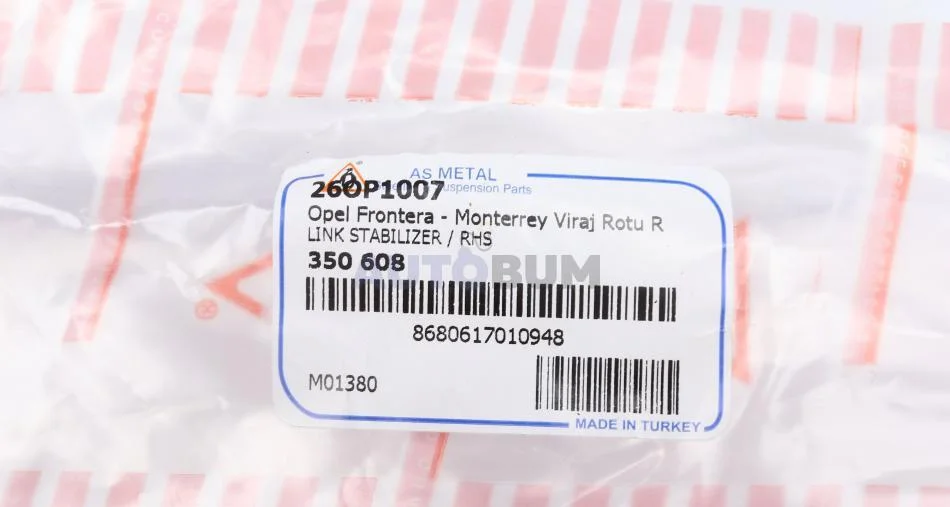 AS METAL
Suspension Parts
26OP1007
Opel Frontera - Monterrey Viraj Rotu R
LINK STABILIZER / RHS
350 608
AUTOBUM
8680617010948
M01380
MADE IN TURKEY